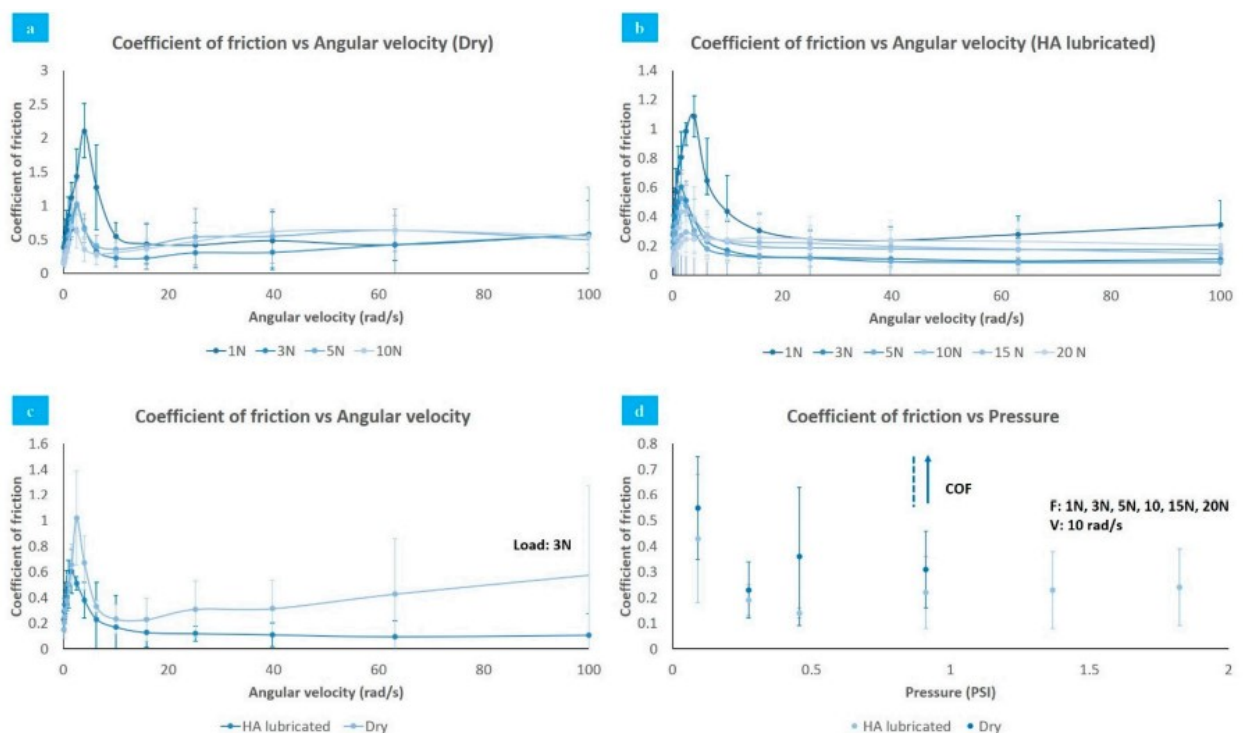 a
Coefficient of friction vs Angular velocity (Dry)
Coefficient of friction
3
2.5
2
1.5
1
0.5
0
0 20 40 60 80 100
Angular velocity (rad/s)
1N 3N 5N 10N
b
Coefficient of friction vs Angular velocity (HA lubricated)
Coefficient of friction
1.4
1.2
1
0.8
0.6
0.4
0.2
0
0 20 40 60 80 100
Angular velocity (rad/s)
1N 3N 5N 10N 15 N 20 N
c
Coefficient of friction vs Angular velocity
Coefficient of friction
1.6
1.4
1.2
1
0.8
0.6
0.4
0.2
0
Load: 3N
0 20 40 60 80 100
Angular velocity (rad/s)
HA lubricated Dry
d
Coefficient of friction vs Pressure
Coefficient of friction
0.8
0.7
0.6
0.5
0.4
0.3
0.2
0.1
0
COF
F: 1N, 3N, 5N, 10, 15N, 20N
V: 10 rad/s
0 0.5 1 1.5 2
Pressure (PSI)
HA lubricated Dry